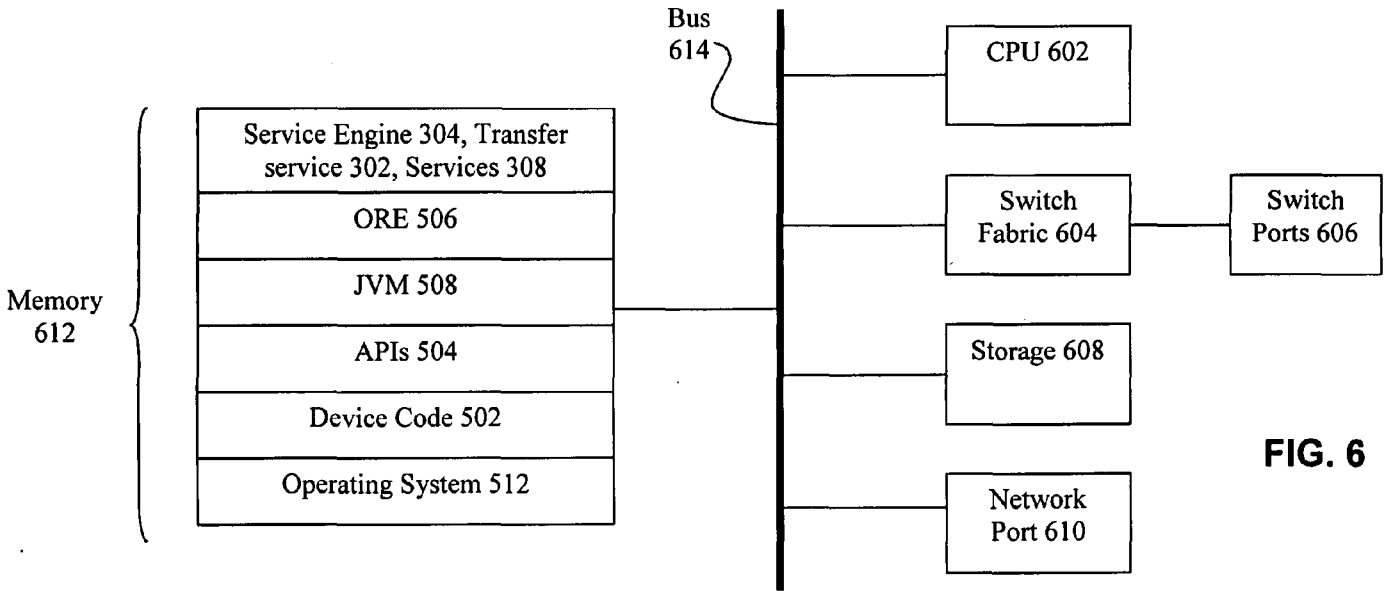 Bus
614
CPU 602
Service Engine 304, Transfer
service 302, Services 308
ORE 506
JVM 508
APIs 504
Device Code 502
Operating System 512
Memory
612
Switch
Fabric 604
Switch
Ports 606
Storage 608
Network
Port 610
FIG. 6